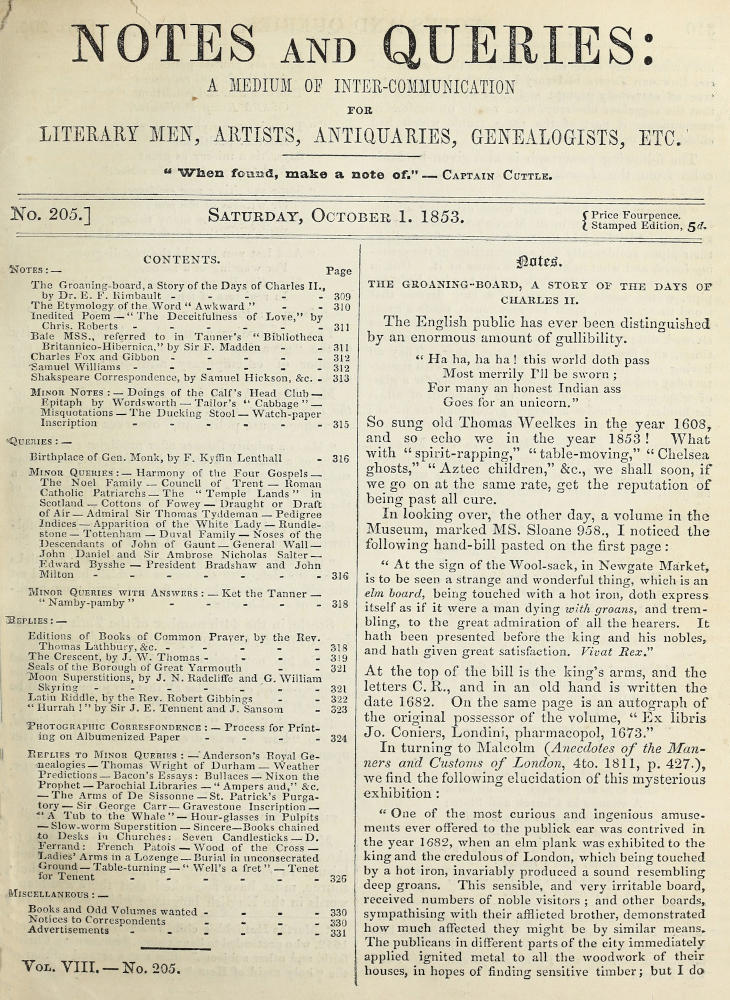 NOTES AND QUERIES:
A MEDIUM OF INTER-COMMUNICATION
FOR
LITERARY MEN, ARTISTS, ANTIQUARIES, GENEALOGISTS, ETC.
"When found, make a note of." — CAPTAIN CUTTLE.
No. 205.]
SATURDAY, OCTOBER 1. 1853.
Price Fourpence.
Stamped Edition, 5d.
CONTENTS.
NOTES : — Page
The Groaning-board, a Story of the Days of Charles II.,
by Dr. E. F. Rimbault - - - - - 309
The Etymology of the Word "Awkward" - - - 310
Inedited Poem — "The Deceitfulness of Love," by
Chris. Roberts - - - - - - 311
Bale MSS., referred to in Tanner's "Bibliotheca
Britannico-Hibernica," by Sir F. Madden - - 311
Charles Fox and Gibbon - - - - - 312
Samuel Williams - - - - - - 312
Shakspeare Correspondence, by Samuel Hickson, &c. - 313
MINOR NOTES : — Doings of the Calf's Head Club —
Epitaph by Wordsworth — Tailor's "Cabbage" —
Misquotations — The Ducking Stool — Watch-paper
Inscription - - - - - - 315
QUERIES : —
Birthplace of Gen. Monk, by F. Kyffin Lenthall - 316
MINOR QUERIES : — Harmony of the Four Gospels —
The Noel Family — Council of Trent — Roman
Catholic Patriarchs — The "Temple Lands" in
Scotland — Cottons of Fowey — Draught or Draft
of Air — Admiral Sir Thomas Tyddeman — Pedigree
Indices — Apparition of the White Lady — Rundle-
stone — Tottenham — Duval Family — Noses of the
Descendants of John of Gaunt — General Wall —
John Daniel and Sir Ambrose Nicholas Salter —
Edward Bysshe — President Bradshaw and John
Milton - - - - - - - 316
MINOR QUERIES WITH ANSWERS : — Ket the Tanner —
"Namby-pamby" - - - - - 318
REPLIES : —
Editions of Books of Common Prayer, by the Rev.
Thomas Lathbury, &c. - - - - - 318
The Crescent, by J. W. Thomas - - - - 319
Seals of the Borough of Great Yarmouth - - 321
Moon Superstitions, by J. N. Radcliffe and G. William
Skyring - - - - - - - 321
Latin Riddle, by the Rev. Robert Gibbings - - 322
"Hurrah!" by Sir J. E. Tennent and J. Sansom - 323
PHOTOGRAPHIC CORRESPONDENCE : — Process for Print-
ing on Albumenized Paper - - - - 324
REPLIES TO MINOR QUERIES : — Anderson's Royal Ge-
nealogies — Thomas Wright of Durham — Weather
Predictions — Bacon's Essays: Bullaces — Nixon the
Prophet — Parochial Libraries — "Ampers and," &c.
— The Arms of De Sissonne — St. Patrick's Purga-
tory — Sir George Carr — Gravestone Inscription —
"A Tub to the Whale" — Hour-glasses in Pulpits
— Slow-worm Superstition — Sincere — Books chained
to Desks in Churches: Seven Candlesticks — D.
Ferrand: French Patois — Wood of the Cross —
Ladies' Arms in a Lozenge — Burial in unconsecrated
Ground — Table-turning — "Well's a fret" — Tenet
for Tenent - - - - - - 326
MISCELLANEOUS : —
Books and Odd Volumes wanted - - - - 330
Notices to Correspondents - - - - 330
Advertisements - - - - - - 331
VOL. VIII. — No. 205.
Notes.
THE GROANING-BOARD, A STORY OF THE DAYS OF
CHARLES II.
The English public has ever been distinguished
by an enormous amount of gullibility.
"Ha ha, ha ha! this world doth pass
Most merrily I'll be sworn;
For many an honest Indian ass
Goes for an unicorn."
So sung old Thomas Weelkes in the year 1608,
and so echo we in the year 1853! What
with "spirit-rapping," "table-moving," "Chelsea
ghosts," "Aztec children," &c., we shall soon, if
we go on at the same rate, get the reputation of
being past all cure.
In looking over, the other day, a volume in the
Museum, marked MS. Sloane 958., I noticed the
following hand-bill pasted on the first page:
"At the sign of the Wool-sack, in Newgate Market,
is to be seen a strange and wonderful thing, which is an
elm board, being touched with a hot iron, doth express
itself as if it were a man dying with groans, and trem-
bling, to the great admiration of all the hearers. It
hath been presented before the king and his nobles,
and hath given great satisfaction. Vivat Rex."
At the top of the bill is the king's arms, and the
letters C. R., and in an old hand is written the
date 1682. On the same page is an autograph of
the original possessor of the volume, "Ex libris
Jo. Coniers, Londini, pharmacopol, 1673."
In turning to Malcolm (Anecdotes of the Man-
ners and Customs of London, 4to. 1811, p. 427.),
we find the following elucidation of this mysterious
exhibition:
"One of the most curious and ingenious amuse-
ments ever offered to the publick ear was contrived in
the year 1682, when an elm plank was exhibited to the
king and the credulous of London, which being touched
by a hot iron, invariably produced a sound resembling
deep groans. This sensible, and very irritable board,
received numbers of noble visitors; and other boards,
sympathising with their afflicted brother, demonstrated
how much affected they might be by similar means.
The publicans in different parts of the city immediately
applied ignited metal to all the woodwork of their
houses, in hopes of finding sensitive timber; but I do